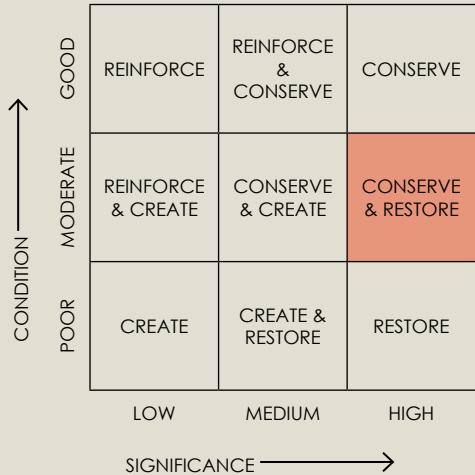 GOOD
REINFORCE
REINFORCE
&
CONSERVE
CONSERVE
MODERATE
REINFORCE
& CREATE
CONSERVE
& CREATE
CONSERVE
& RESTORE
CONDITION
POOR
CREATE
CREATE &
RESTORE
RESTORE
LOW
MEDIUM
HIGH
SIGNIFICANCE